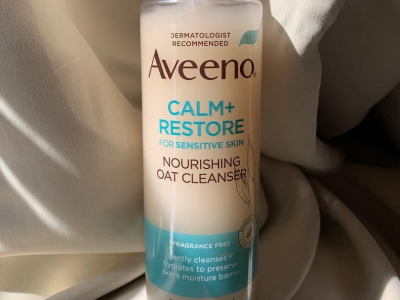 DERMATOLOGIST
RECOMMENDED
Aveeno®
CALM+
RESTORE
FOR SENSITIVE SKIN
NOURISHING
OAT CLEANSER
FRAGRANCE FREE
Gently cleanses +
hydrates to preserve
skin's moisture barrier